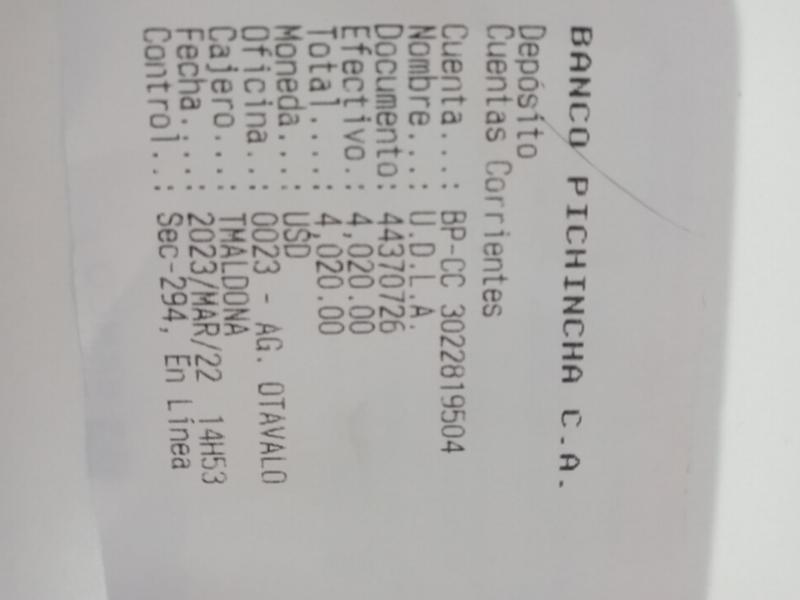 BANCO PICHINCHA C.A.
Depósito
Cuentas Corrientes
Cuenta...: BP-CC 3022819504
Nombre...: U.D.L.A.
Documento: 44370726
Efectivo.: 4,020.00
Total....: 4,020.00
Moneda...: USD
Oficina..: 0023 - AG. OTAVALO
Cajero...: TMALDONA
Fecha....: 2023/MAR/22 14H53
Control..: Sec-294, En Línea